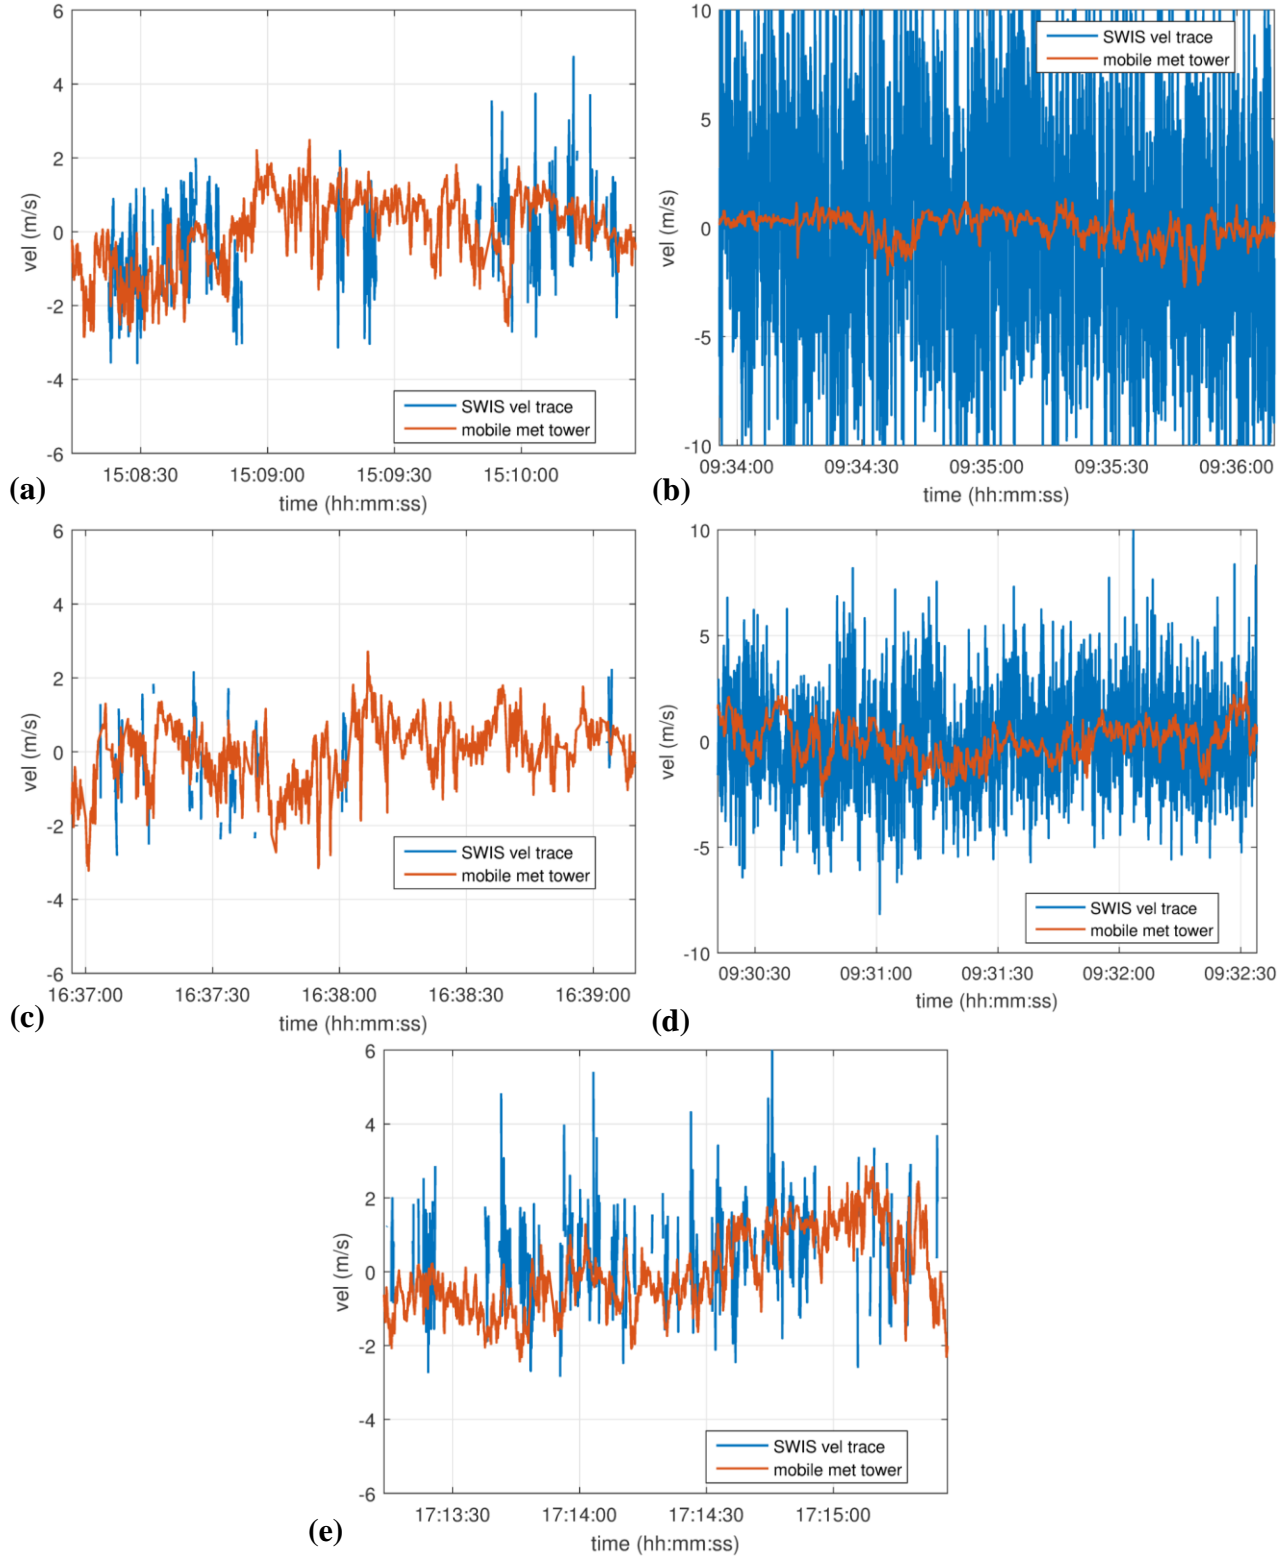 6
4
2
0
-2
-4
-6
vel (m/s)
SWIS vel trace
mobile met tower
15:08:30 15:09:00 15:09:30 15:10:00
time (hh:mm:ss)
(a)
10
5
0
-5
-10
vel (m/s)
SWIS vel trace
mobile met tower
09:34:00 09:34:30 09:35:00 09:35:30 09:36:00
time (hh:mm:ss)
(b)
6
4
2
0
-2
-4
-6
vel (m/s)
SWIS vel trace
mobile met tower
16:37:00 16:37:30 16:38:00 16:38:30 16:39:00
time (hh:mm:ss)
(c)
10
5
0
-5
-10
vel (m/s)
SWIS vel trace
mobile met tower
09:30:30 09:31:00 09:31:30 09:32:00 09:32:30
time (hh:mm:ss)
(d)
6
4
2
0
-2
-4
-6
vel (m/s)
SWIS vel trace
mobile met tower
17:13:30 17:14:00 17:14:30 17:15:00
time (hh:mm:ss)
(e)